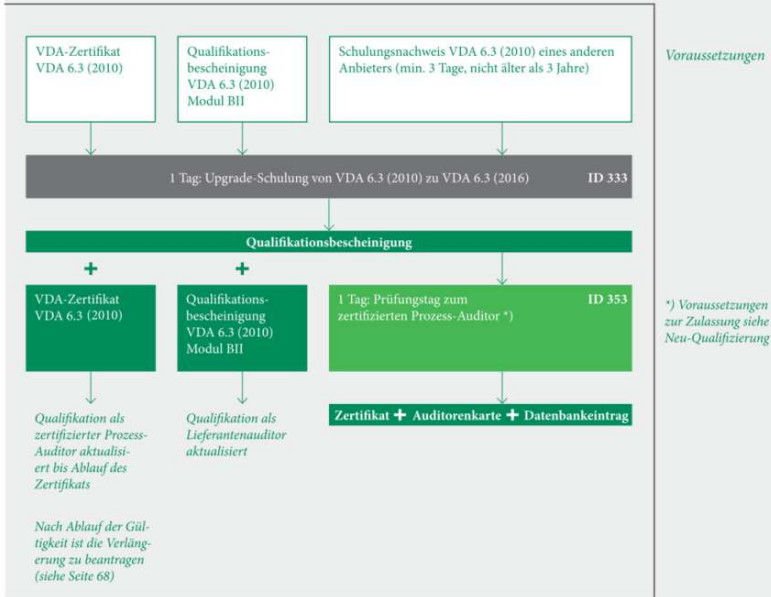 VDA-Zertifikat
VDA 6.3 (2010)
Qualifikations-
bescheinigung
VDA 6.3 (2010)
Modul BII
Schulungsnachweis VDA 6.3 (2010) eines anderen
Anbieters (min. 3 Tage, nicht älter als 3 Jahre)
Voraussetzungen
1 Tag: Upgrade-Schulung von VDA 6.3 (2010) zu VDA 6.3 (2016) ID 333
Qualifikationsbescheinigung
+ +
VDA-Zertifikat
VDA 6.3 (2010)
Qualifikations-
bescheinigung
VDA 6.3 (2010)
Modul BII
1 Tag: Prüfungstag zum ID 353
zertifizierten Prozess-Auditor *)
*) Voraussetzungen
zur Zulassung siehe
Neu-Qualifizierung
Qualifikation als
zertifizierter Prozess-
Auditor aktualisi-
ert bis Ablauf des
Zertifikats
Qualifikation als
Lieferantenauditor
aktualisiert
Zertifikat + Auditorenkarte + Datenbankeintrag
Nach Ablauf der Gül-
tigkeit ist die Verlän-
gerung zu beantragen
(siehe Seite 68)